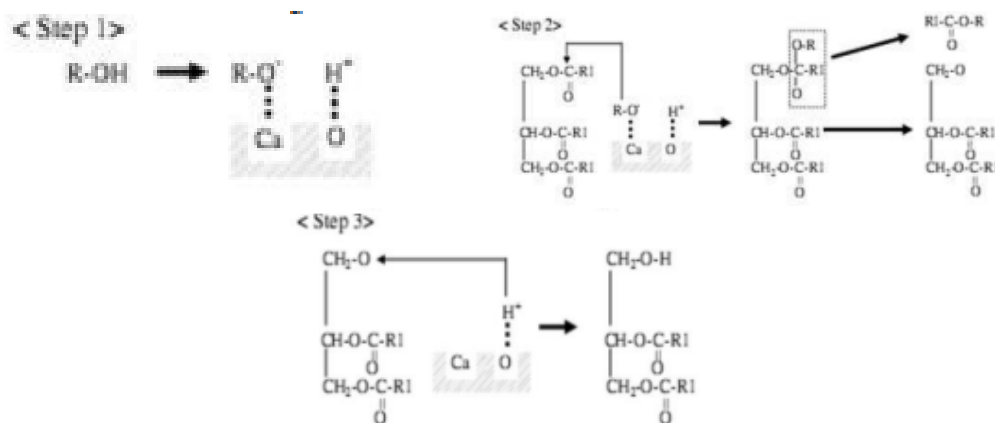 < Step 1>
R-OH
R-O⁻
H⁺
Ca
O
< Step 2>
CH₂-O-C-R1
O
CH-O-C-R1
O
CH₂-O-C-R1
O
R-O⁻
H⁺
Ca
O
O-R
CH₂-O-C-R1
O
CH-O-C-R1
O
CH₂-O-C-R1
O
R1-C-O-R
O
CH₂-O
CH-O-C-R1
O
CH₂-O-C-R1
O
< Step 3>
CH₂-O
CH-O-C-R1
O
CH₂-O-C-R1
O
H⁺
Ca
O
CH₂-O-H
CH-O-C-R1
O
CH₂-O-C-R1
O